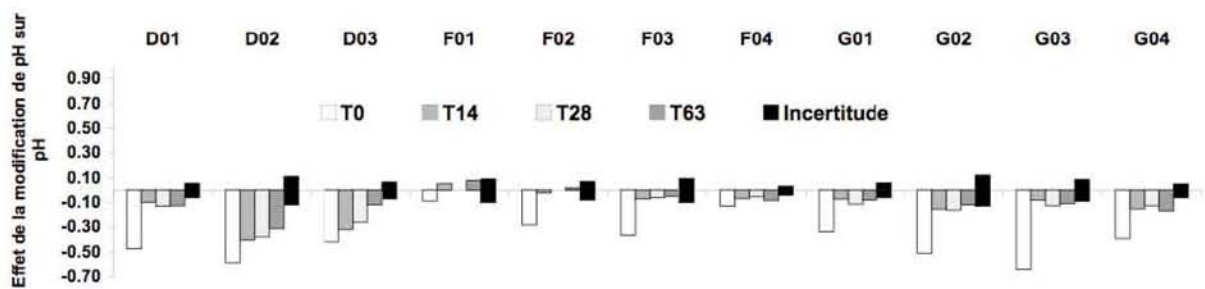 Effet de la modification de pH sur
pH
D01 D02 D03 F01 F02 F03 F04 G01 G02 G03 G04
0.90
0.70
0.50
0.30
0.10
-0.10
-0.30
-0.50
-0.70
T0 T14 T28 T63 Incertitude